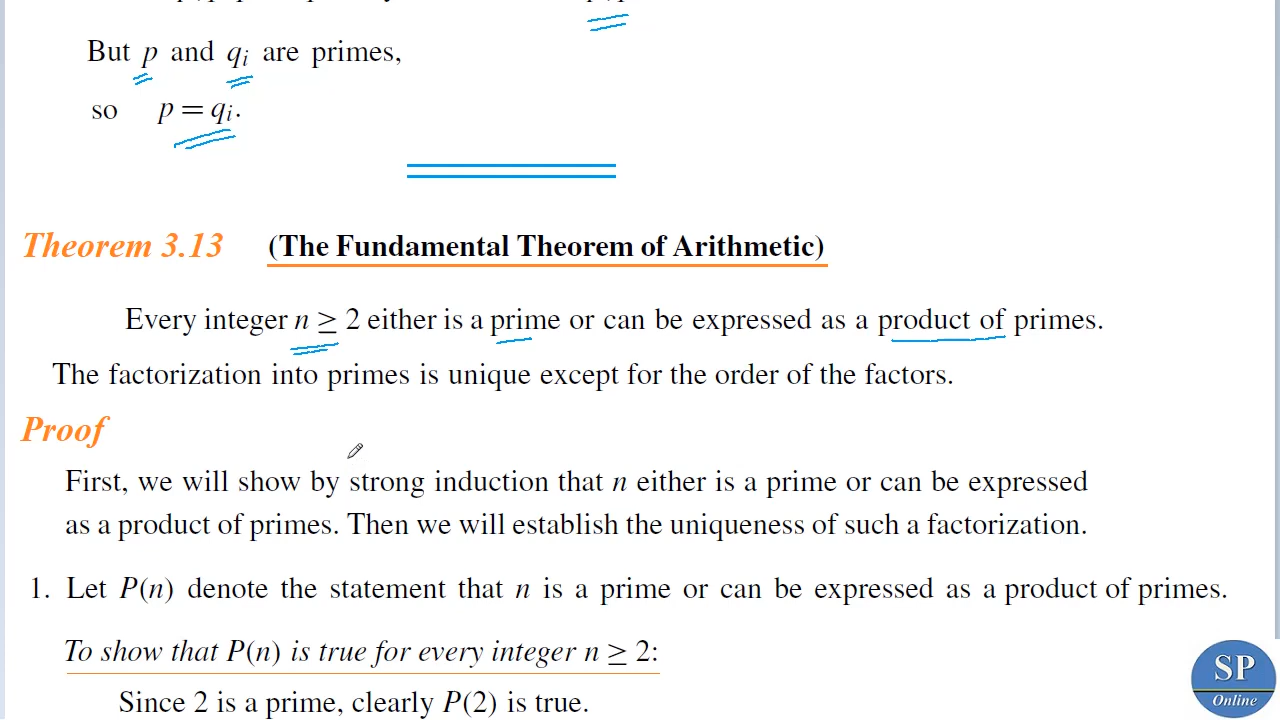 But p and qᵢ are primes,
so p = qᵢ.
Theorem 3.13 (The Fundamental Theorem of Arithmetic)
Every integer n ≥ 2 either is a prime or can be expressed as a product of primes.
The factorization into primes is unique except for the order of the factors.
Proof
First, we will show by strong induction that n either is a prime or can be expressed
as a product of primes. Then we will establish the uniqueness of such a factorization.
1. Let P(n) denote the statement that n is a prime or can be expressed as a product of primes.
To show that P(n) is true for every integer n ≥ 2:
Since 2 is a prime, clearly P(2) is true.
SP
Online